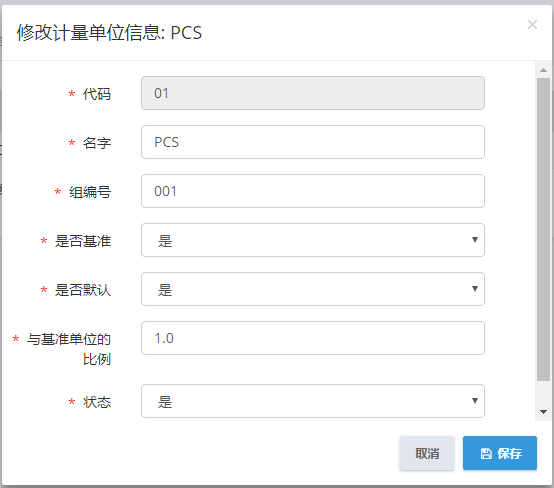 修改计量单位信息: PCS
×
* 代码 01
* 名字 PCS
* 组编号 001
* 是否基准 是
* 是否默认 是
* 与基准单位的
比例 1.0
* 状态 是
取消 保存